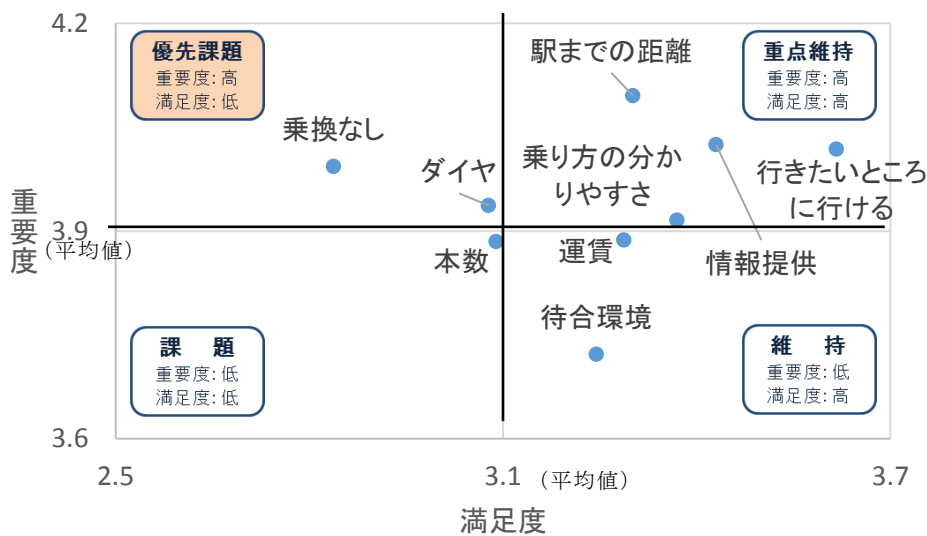 4.2
優先課題
重要度：高
満足度：低
駅までの距離
重点維持
重要度：高
満足度：高
乗換なし
ダイヤ
乗り方の分か
りやすさ
行きたいところ
に行ける
重要度
3.9
(平均値)
本数
運賃
情報提供
待合環境
課　題
重要度：低
満足度：低
維　持
重要度：低
満足度：高
3.6
2.5
3.1
（平均値）
3.7
満足度